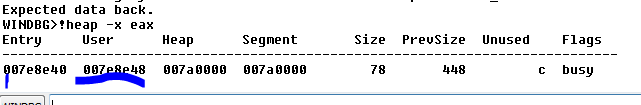 Expected data back.
WINDBG>!heap -x eax
Entry User Heap Segment Size PrevSize Unused Flags
-----------------------------------------------------------------------------
007e8e40 007e8e48 007a0000 007a0000 78 448 c busy